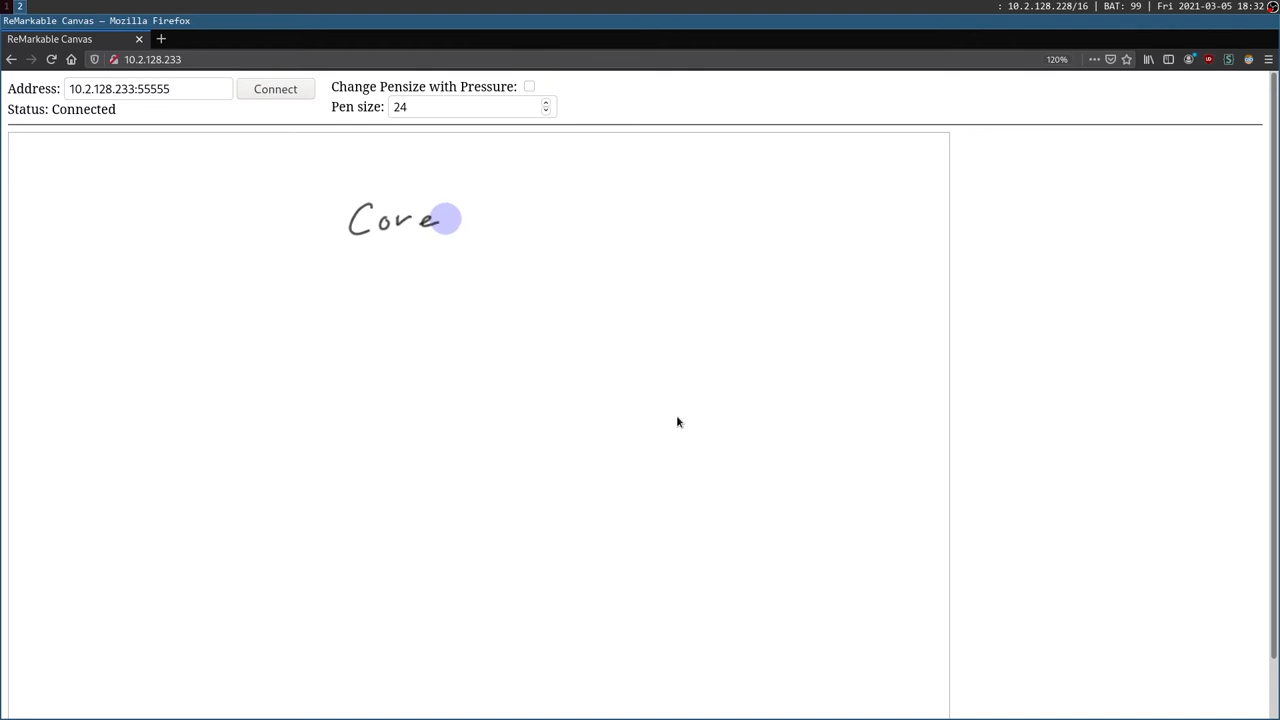 1 2 : 10.2.128.228/16 | BAT: 99 | Fri 2021-03-05 18:32
ReMarkable Canvas — Mozilla Firefox
ReMarkable Canvas
10.2.128.233 120%
Address: 10.2.128.233:55555 Connect Change Pensize with Pressure:
Status: Connected Pen size: 24
Core